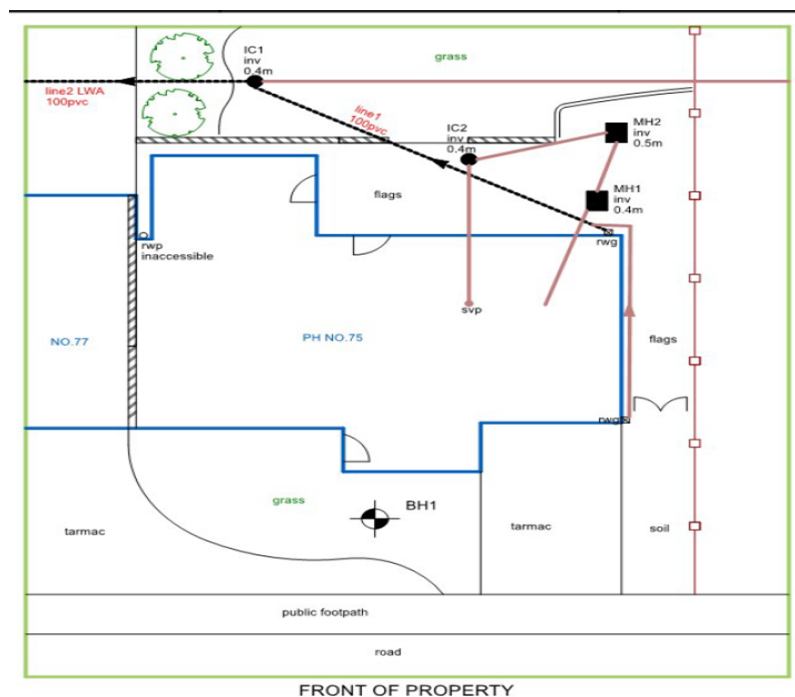 IC1
inv
0.4m
grass
line2 LWA
100pvc
line1
100pvc
IC2
inv
0.4m
MH2
inv
0.5m
MH1
inv
0.4m
flags
rwg
rwp
inaccessible
svp
NO.77
PH NO.75
flags
rwg
grass
BH1
tarmac
tarmac
soil
public footpath
road
FRONT OF PROPERTY